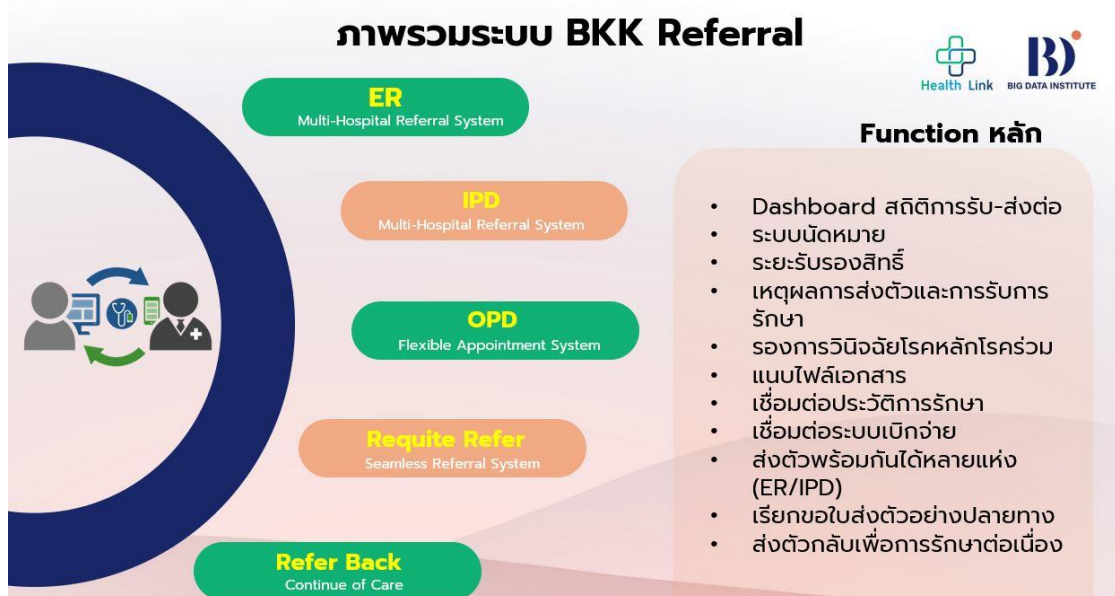 ภาพรวมระบบ BKK Referral
Health Link
BD
BIG DATA INSTITUTE
ER
Multi-Hospital Referral System
IPD
Multi-Hospital Referral System
OPD
Flexible Appointment System
Requite Refer
Seamless Referral System
Refer Back
Continue of Care
Function หลัก
• Dashboard สถิติการรับ-ส่งต่อ
• ระบบนัดหมาย
• ระยะรับรองสิทธิ์
• เหตุผลการส่งตัวและการรับการ
รักษา
• รองการวินิจฉัยโรคหลักโรคร่วม
• แนบไฟล์เอกสาร
• เชื่อมต่อประวัติการรักษา
• เชื่อมต่อระบบเบิกจ่าย
• ส่งตัวพร้อมกันได้หลายแห่ง
(ER/IPD)
• เรียกขอใบส่งตัวอย่างปลายทาง
• ส่งตัวกลับเพื่อการรักษาต่อเนื่อง